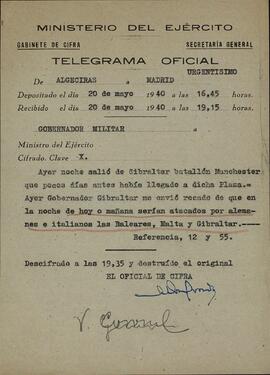 MINISTERIO DEL EJÉRCITO
GABINETE DE CIFRA SECRETARÍA GENERAL
TELEGRAMA OFICIAL
URGENTISIMO
De ALGECIRAS a MADRID
Depositado el día 20 de mayo 1940 a las 16,45 horas.
Recibido el día 20 de mayo 1940 a las 19,15 horas.
GOBERNADOR MILITAR a
Ministro del Ejército
Cifrado. Clave X.
Ayer noche salió de Gibraltar batallón Munchester
que pocos días antes había llegado a dicha Plaza.=
Ayer Gobernador Gibraltar me envió recado de que en
la noche de hoy o mañana serían atacados por alema-
nes e italianos las Baleares, Malta y Gibraltar.
Referencia, 12 y 55.
Descifrado a las 19,35 y destruído el original
EL OFICIAL DE CIFRA